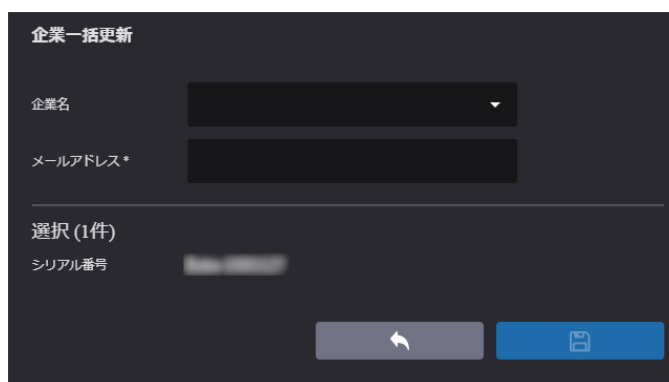 企業一括更新
企業名
メールアドレス*
選択 (1件)
シリアル番号